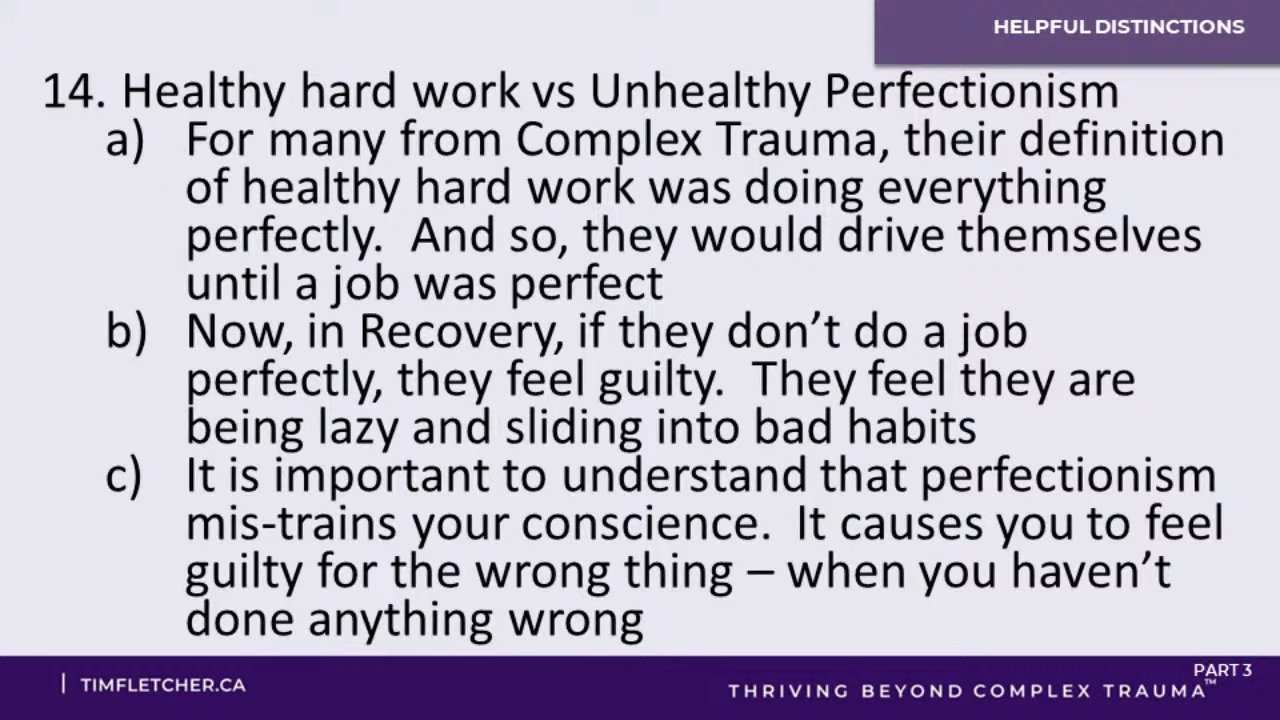 HELPFUL DISTINCTIONS
14. Healthy hard work vs Unhealthy Perfectionism
a) For many from Complex Trauma, their definition
of healthy hard work was doing everything
perfectly.  And so, they would drive themselves
until a job was perfect
b) Now, in Recovery, if they don’t do a job
perfectly, they feel guilty.  They feel they are
being lazy and sliding into bad habits
c) It is important to understand that perfectionism
mis-trains your conscience.  It causes you to feel
guilty for the wrong thing – when you haven’t
done anything wrong
| TIMFLETCHER.CA
PART 3
THRIVING BEYOND COMPLEX TRAUMA™